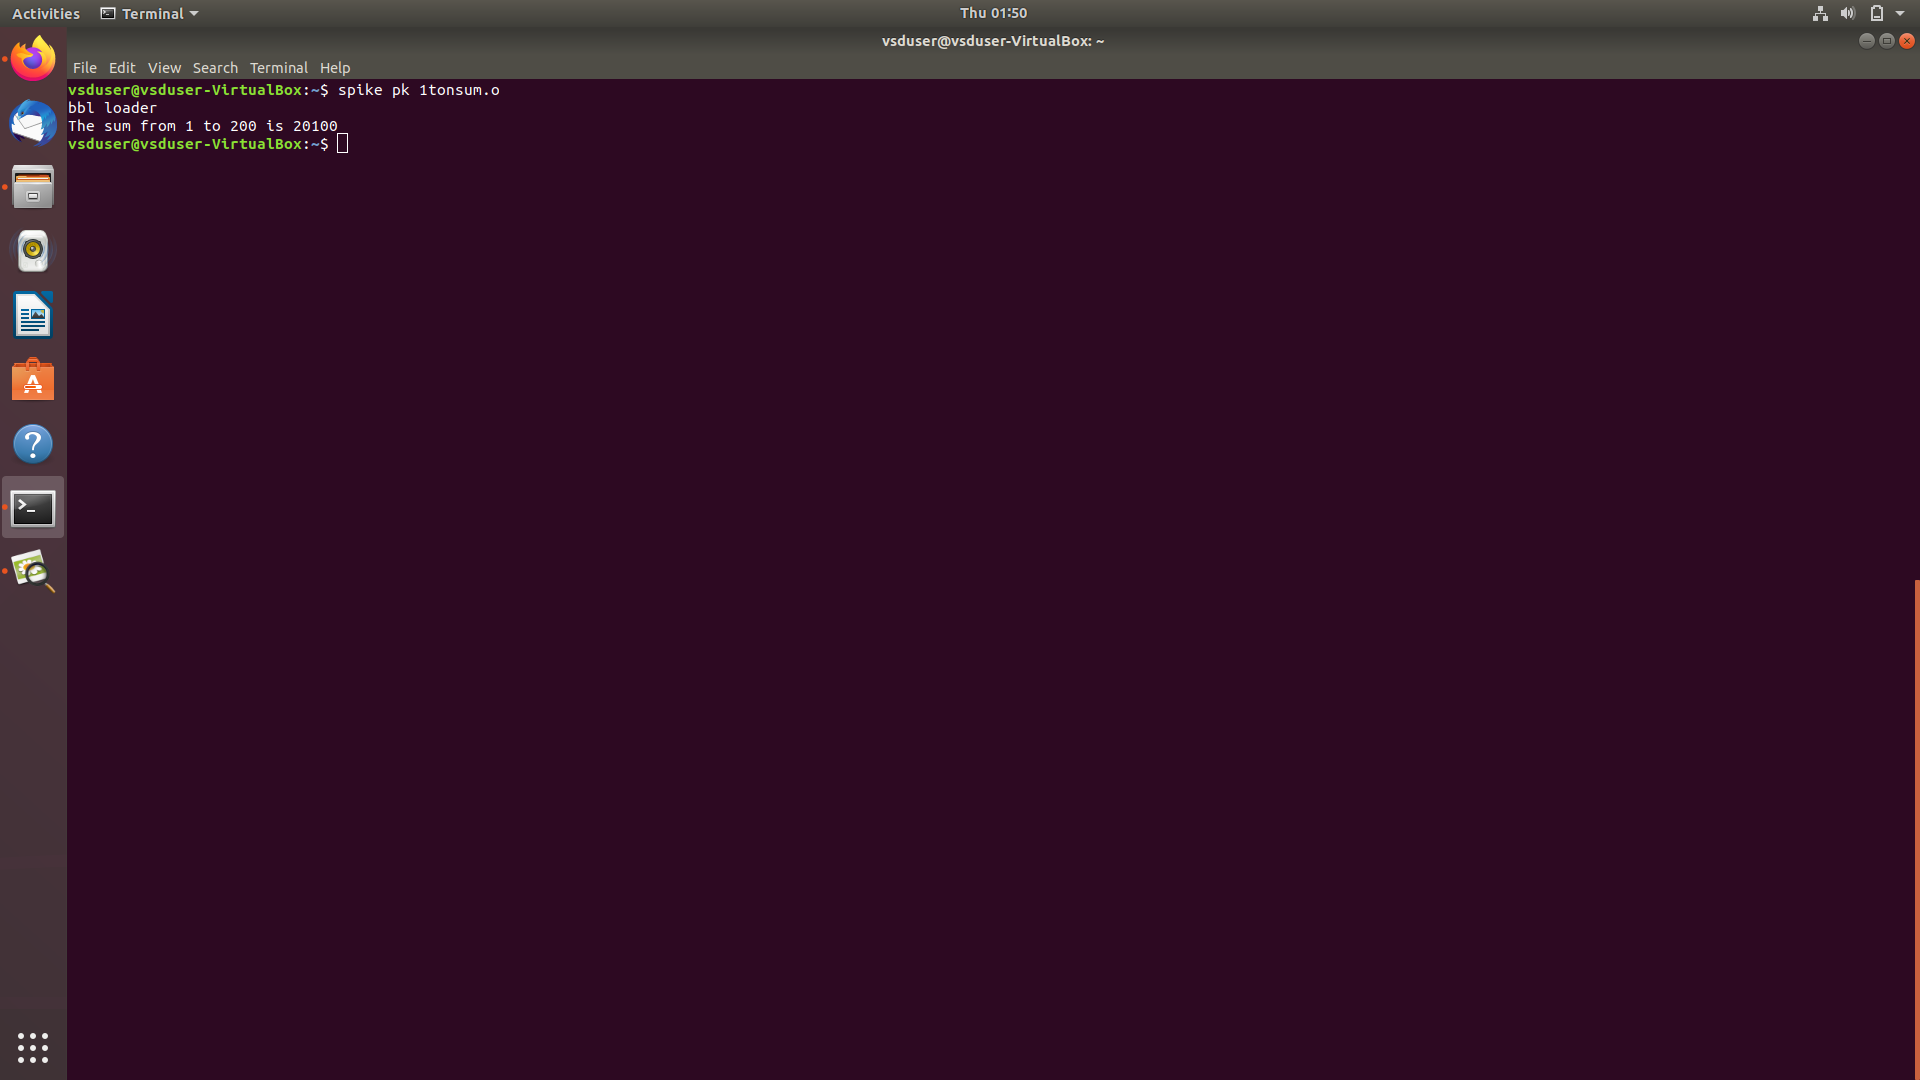 Activities Terminal Thu 01:50
vsduser@vsduser-VirtualBox: ~
File Edit View Search Terminal Help
vsduser@vsduser-VirtualBox:~$ spike pk 1tonsum.o
bbl loader
The sum from 1 to 200 is 20100
vsduser@vsduser-VirtualBox:~$